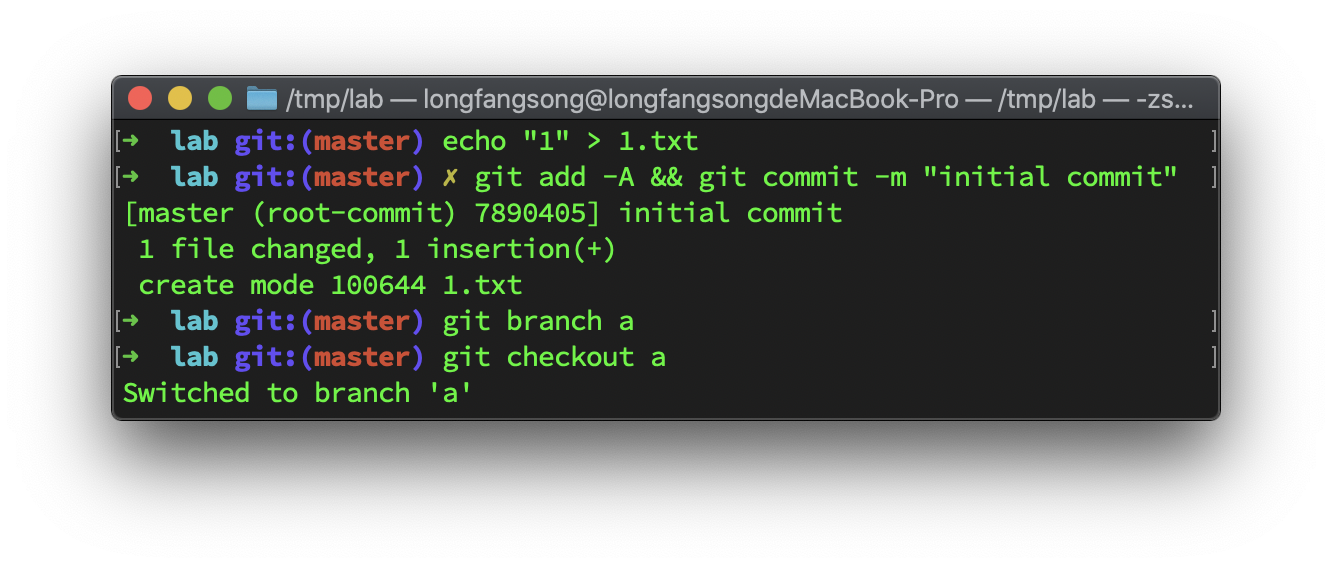 /tmp/lab — longfangsong@longfangsongdeMacBook-Pro — /tmp/lab — -zs...
[➜  lab git:(master) echo "1" > 1.txt ]
[➜  lab git:(master) ✗ git add -A && git commit -m "initial commit" ]
[master (root-commit) 7890405] initial commit
 1 file changed, 1 insertion(+)
 create mode 100644 1.txt
[➜  lab git:(master) git branch a ]
[➜  lab git:(master) git checkout a ]
Switched to branch 'a'